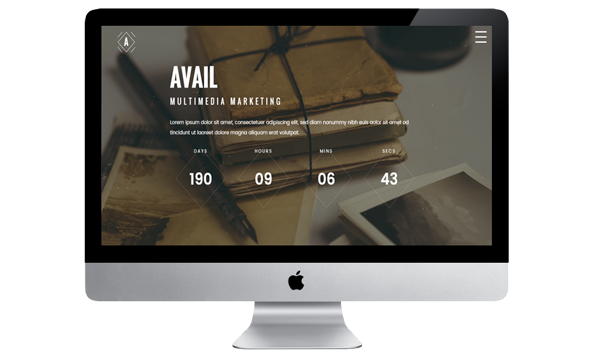 A
AVAIL
MULTIMEDIA MARKETING
Lorem ipsum dolor sit amet, consectetuer adipiscing elit, sed diam nonummy nibh euis autoir sit amet ad
tincidunt ut laoreet dolore magna aliquam erat volutpat.
DAYS HOURS MINS SECS
190 09 06 43